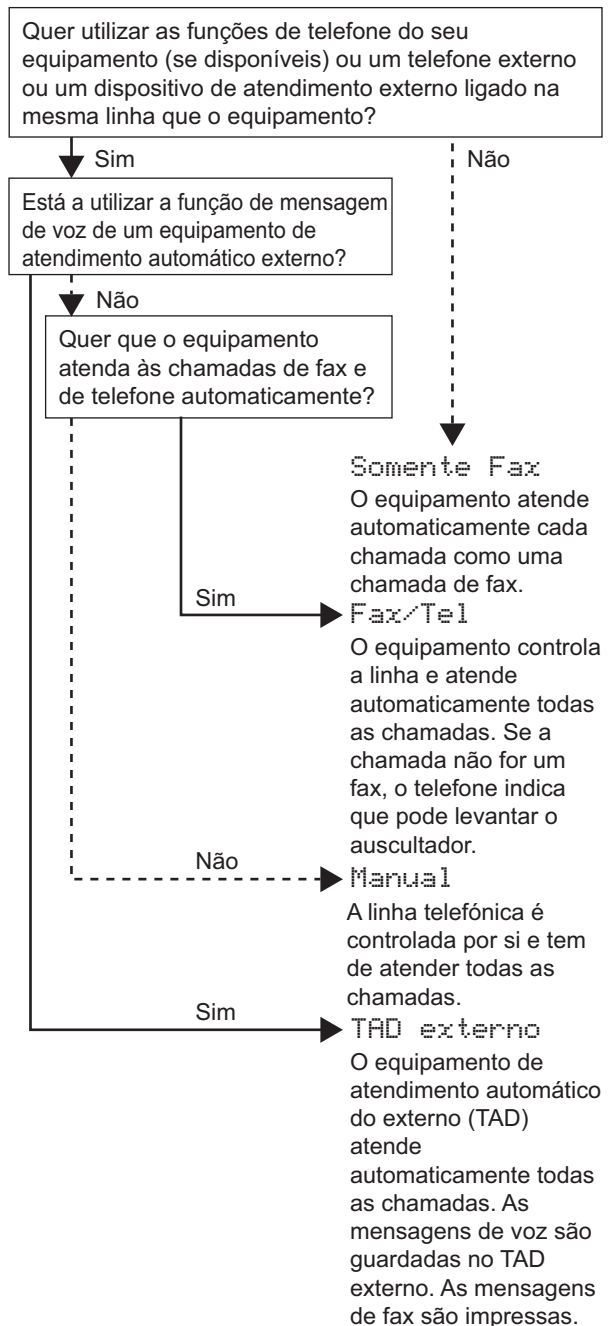 Quer utilizar as funções de telefone do seu
equipamento (se disponíveis) ou um telefone externo
ou um dispositivo de atendimento externo ligado na
mesma linha que o equipamento?
Sim
Não
Está a utilizar a função de mensagem
de voz de um equipamento de
atendimento automático externo?
Não
Quer que o equipamento
atenda às chamadas de fax e
de telefone automaticamente?
Somente Fax
O equipamento atende
automaticamente cada
chamada como uma
chamada de fax.
Sim
Fax/Tel
O equipamento controla
a linha e atende
automaticamente todas
as chamadas. Se a
chamada não for um
fax, o telefone indica
que pode levantar o
auscultador.
Não
Manual
A linha telefónica é
controlada por si e tem
de atender todas as
chamadas.
Sim
TAD externo
O equipamento de
atendimento automático
do externo (TAD)
atende
automaticamente todas
as chamadas. As
mensagens de voz são
guardadas no TAD
externo. As mensagens
de fax são impressas.